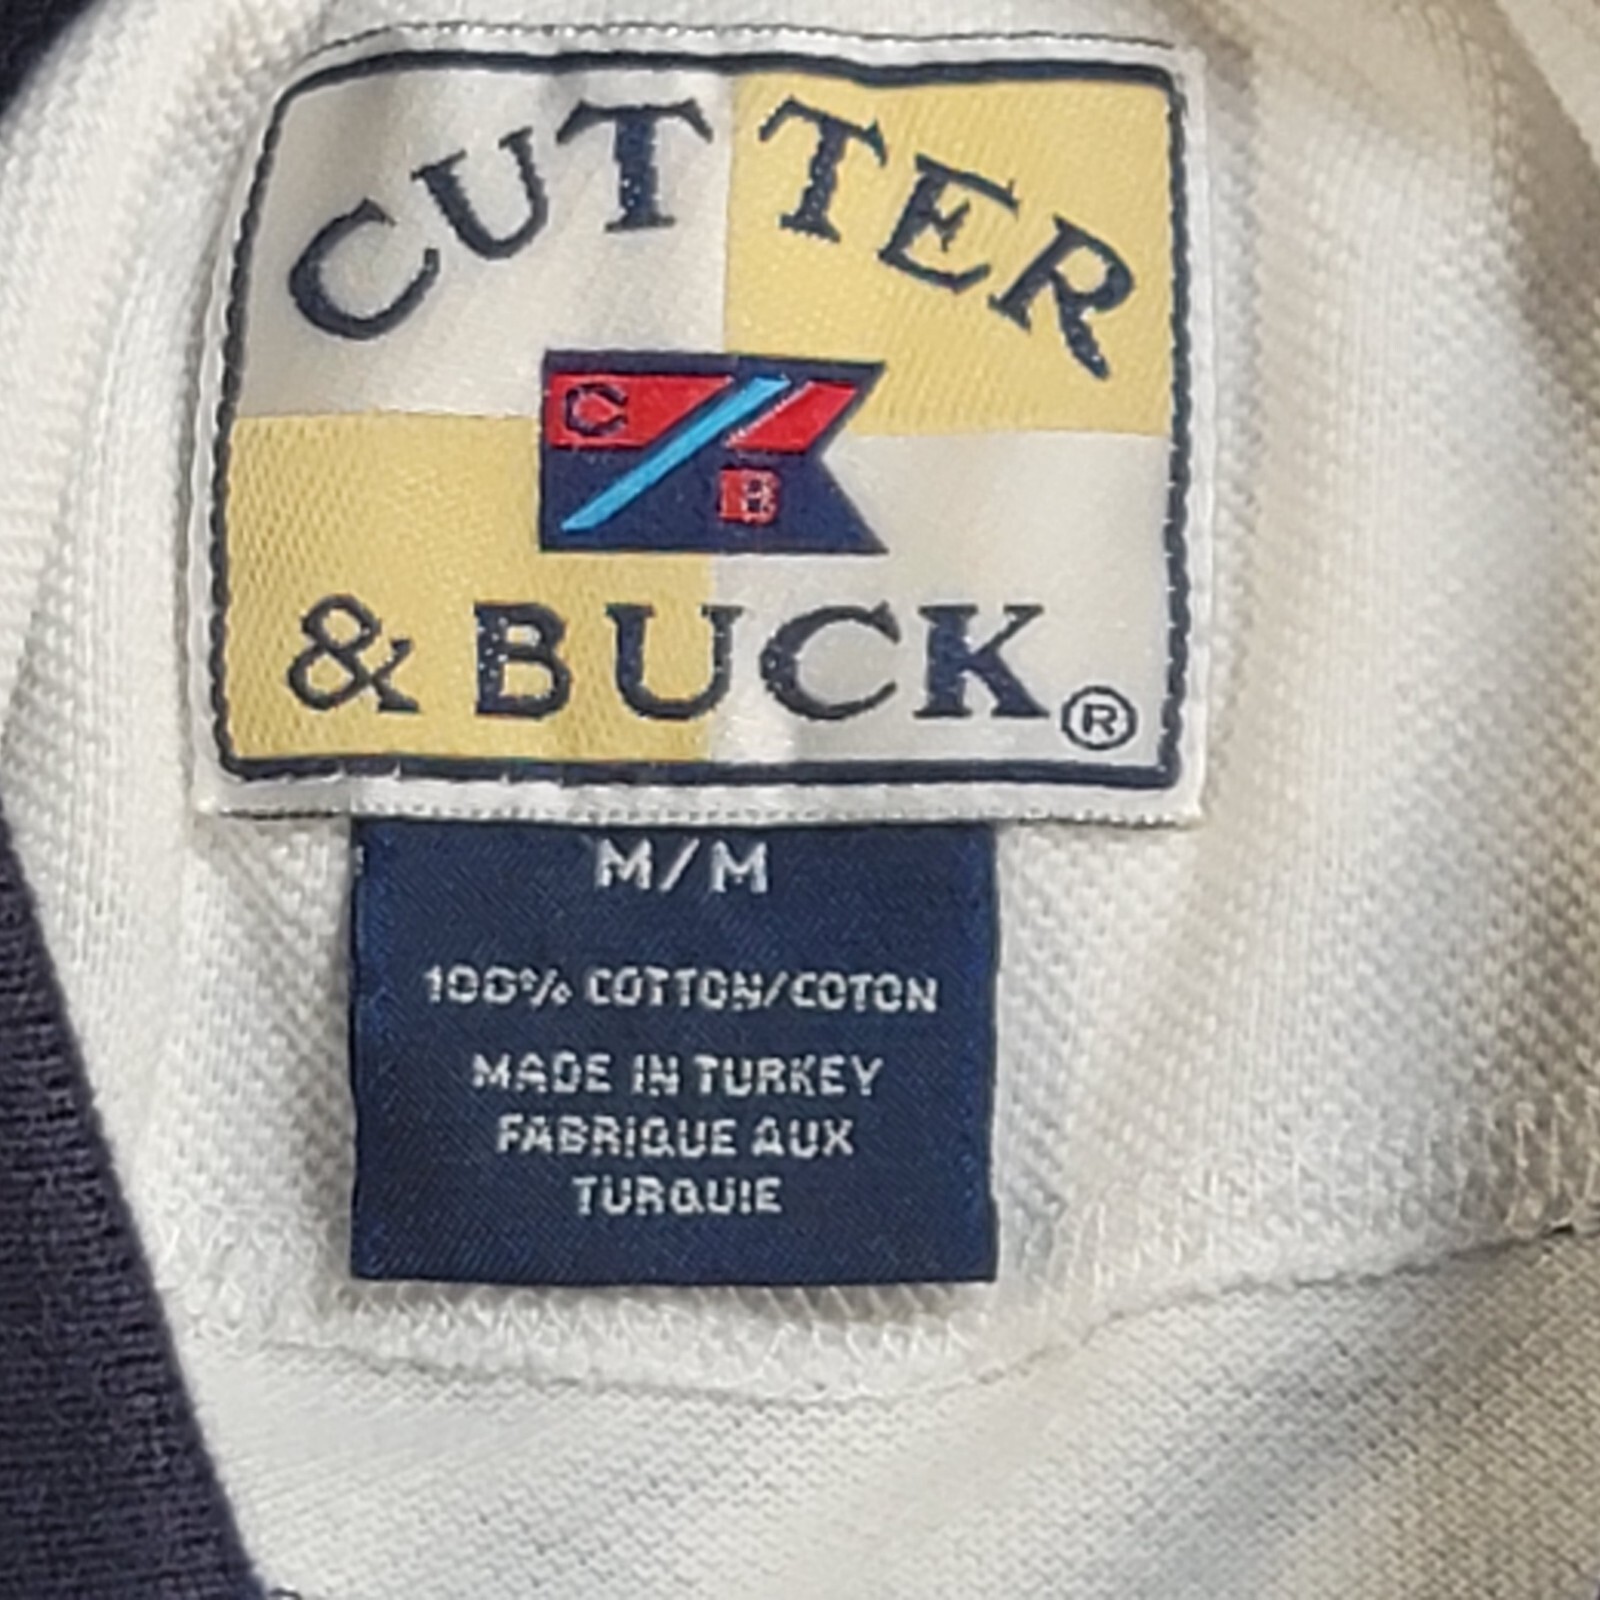 CUTTER
C
B
& BUCK®
M/M
100% COTTON/COTON
MADE IN TURKEY
FABRIQUE AUX
TURQUIE